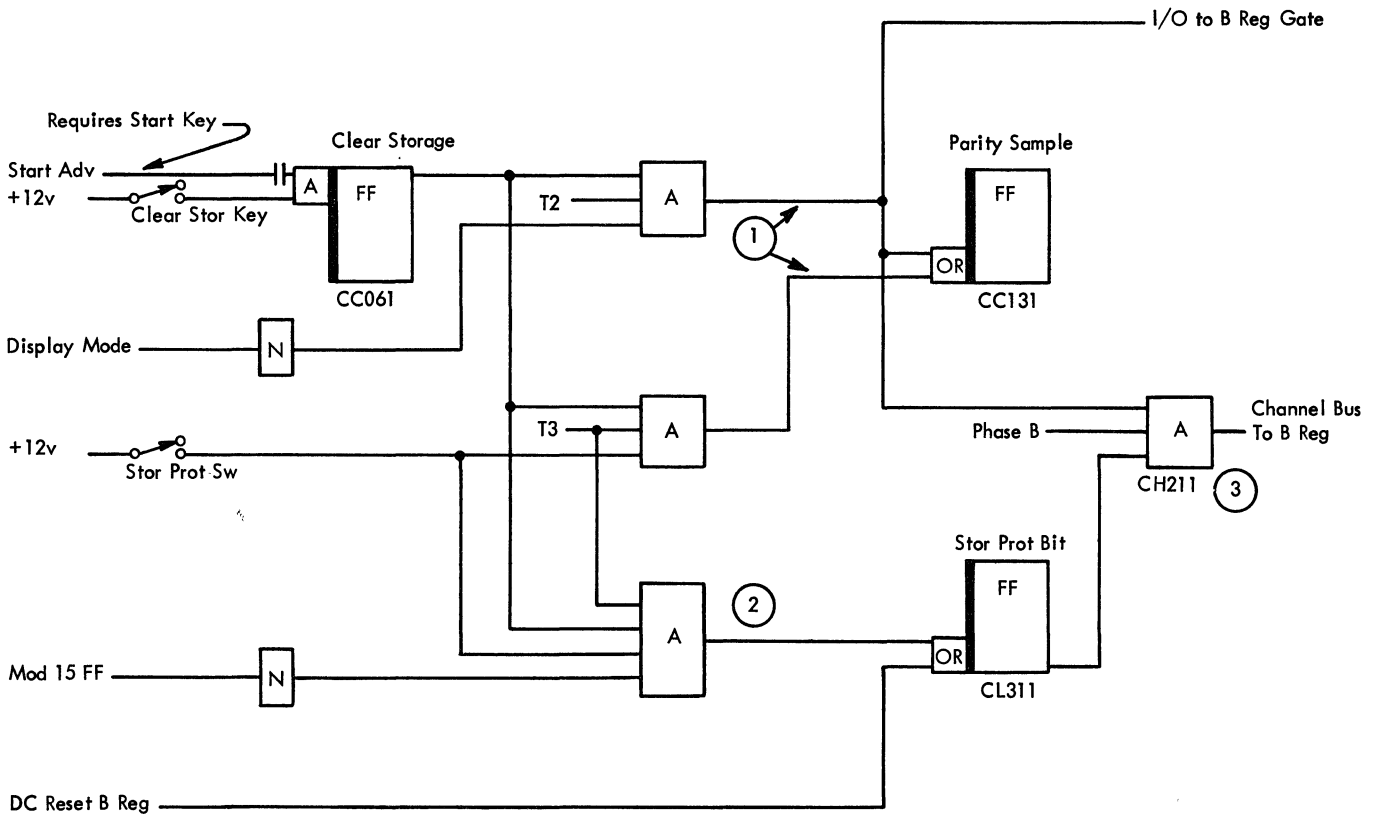 I/O to B Reg Gate
Requires Start Key
Clear Storage
Parity Sample
Start Adv
+12v
A
FF
Clear Stor Key
CC061
T2
A
1
FF
OR
CC131
Display Mode
N
+12v
Stor Prot Sw
T3
A
Phase B
A
Channel Bus
To B Reg
CH211
3
Stor Prot Bit
FF
OR
CL311
A
2
Mod 15 FF
N
DC Reset B Reg